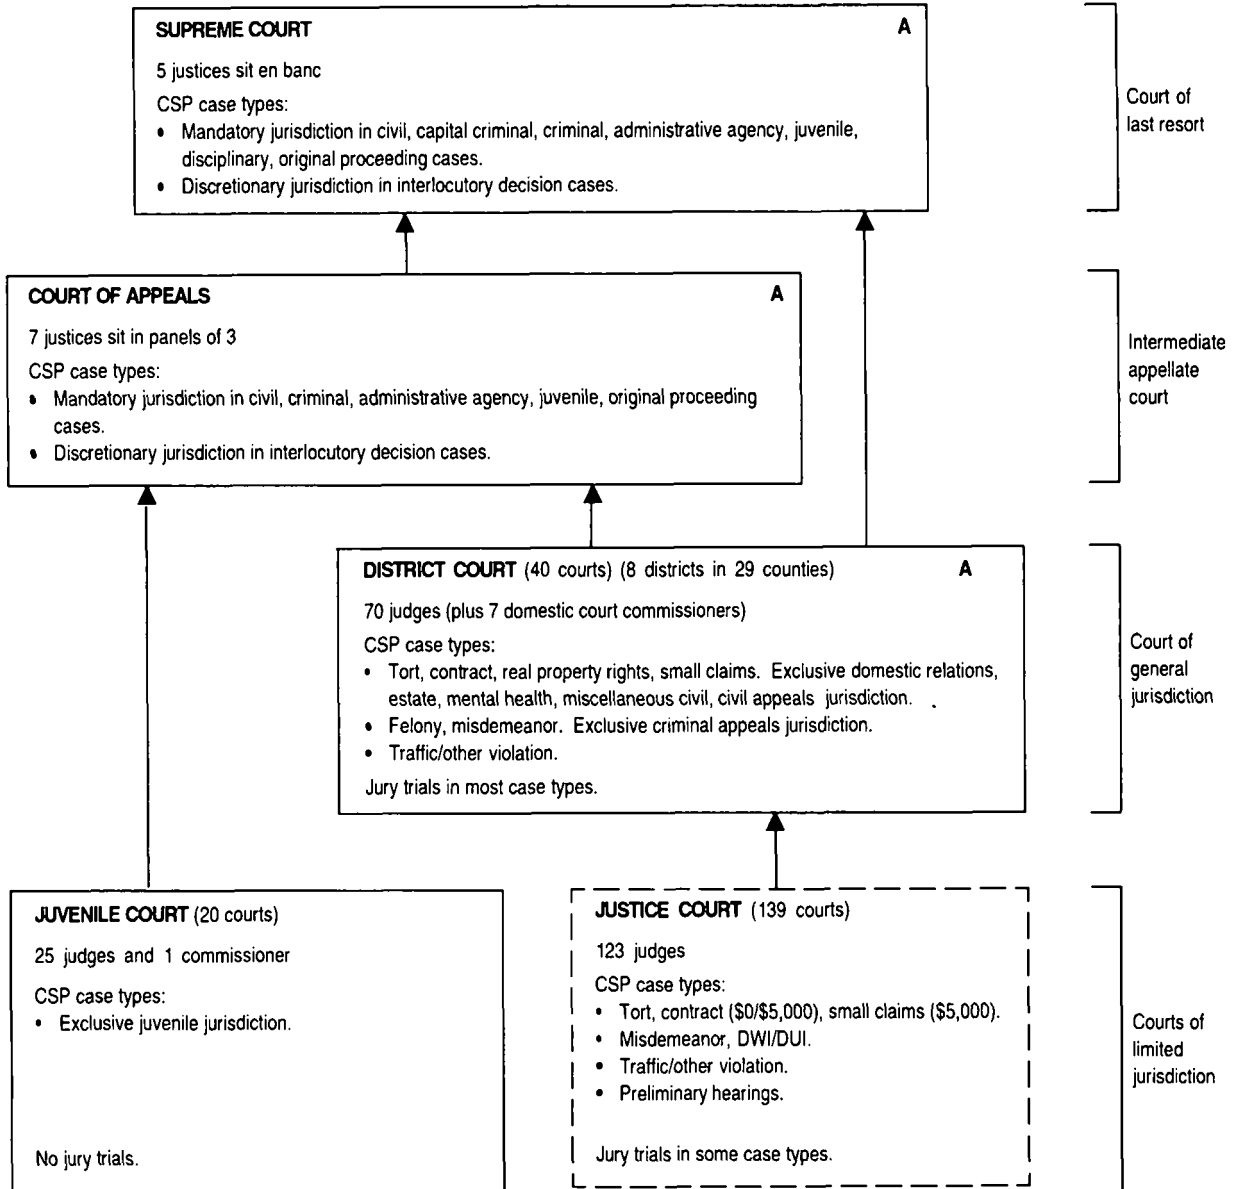 SUPREME COURT A
5 justices sit en banc
CSP case types:
• Mandatory jurisdiction in civil, capital criminal, criminal, administrative agency, juvenile,
disciplinary, original proceeding cases.
• Discretionary jurisdiction in interlocutory decision cases.
Court of
last resort
COURT OF APPEALS A
7 justices sit in panels of 3
CSP case types:
• Mandatory jurisdiction in civil, criminal, administrative agency, juvenile, original proceeding
cases.
• Discretionary jurisdiction in interlocutory decision cases.
Intermediate
appellate
court
DISTRICT COURT (40 courts) (8 districts in 29 counties) A
70 judges (plus 7 domestic court commissioners)
CSP case types:
• Tort, contract, real property rights, small claims. Exclusive domestic relations,
estate, mental health, miscellaneous civil, civil appeals jurisdiction.
• Felony, misdemeanor. Exclusive criminal appeals jurisdiction.
• Traffic/other violation.
Jury trials in most case types.
Court of
general
jurisdiction
JUVENILE COURT (20 courts)
25 judges and 1 commissioner
CSP case types:
• Exclusive juvenile jurisdiction.
No jury trials.
JUSTICE COURT (139 courts)
123 judges
CSP case types:
• Tort, contract ($0/$5,000), small claims ($5,000).
• Misdemeanor, DWI/DUI.
• Traffic/other violation.
• Preliminary hearings.
Jury trials in some case types.
Courts of
limited
jurisdiction